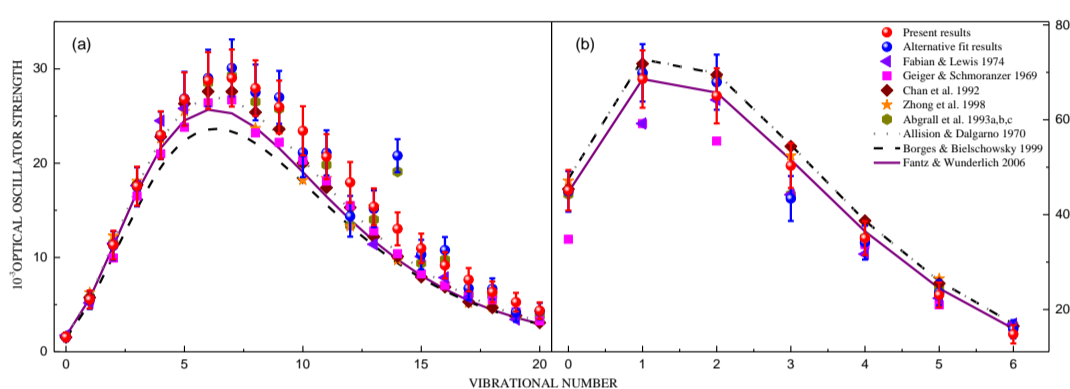 (a)
(b)
10⁻³OPTICAL OSCILLATOR STRENGTH
30
20
10
0
80
60
40
20
Present results
Alternative fit results
Fabian & Lewis 1974
Geiger & Schmoranzer 1969
Chan et al. 1992
Zhong et al. 1998
Abgrall et al. 1993a,b,c
Allision & Dalgarno 1970
Borges & Bielschowsky 1999
Fantz & Wunderlich 2006
0 5 10 15 20
0 1 2 3 4 5 6
VIBRATIONAL NUMBER